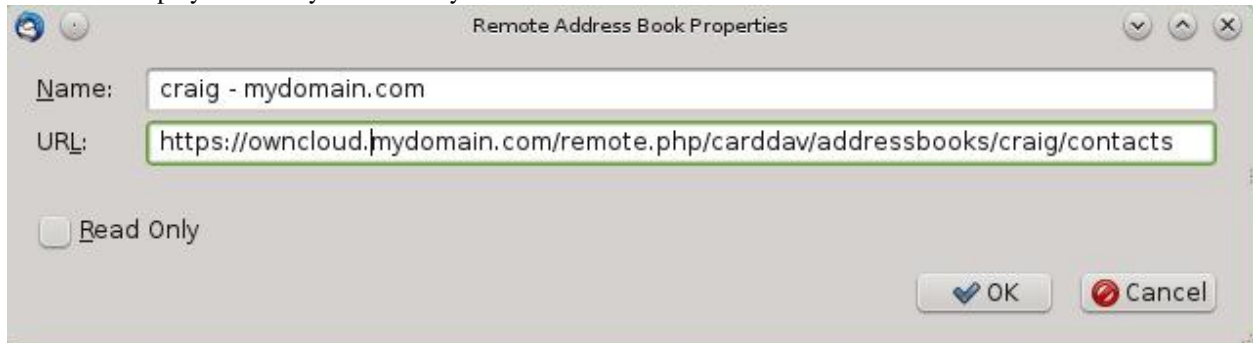 Remote Address Book Properties
Name: craig - mydomain.com
URL: https://owncloud.mydomain.com/remote.php/carddav/addressbooks/craig/contacts
Read Only
OK Cancel